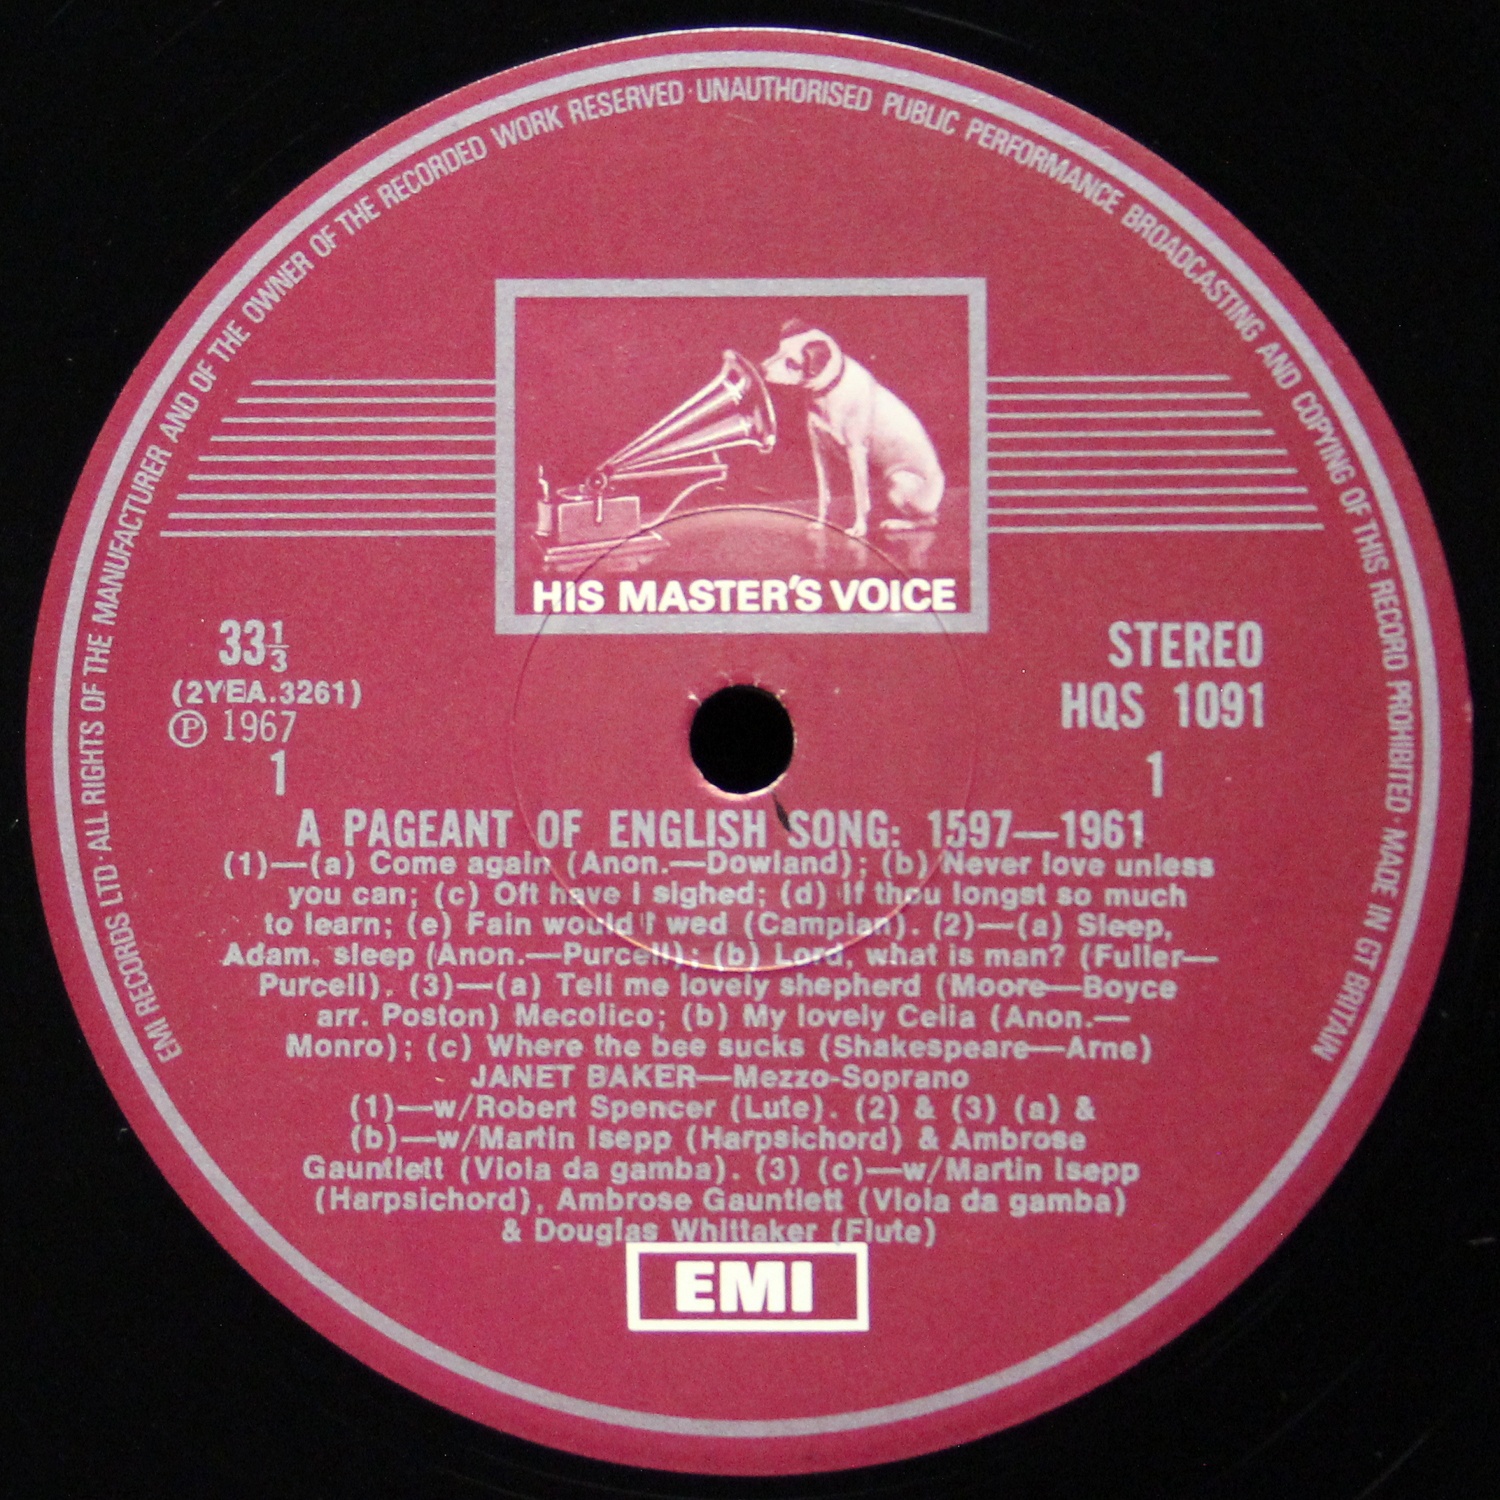 EMI RECORDS LTD·ALL RIGHTS OF THE MANUFACTURER AND OF THE OWNER OF THE RECORDED WORK RESERVED·UNAUTHORISED PUBLIC PERFORMANCE BROADCASTING AND COPYING OF THIS RECORD PROHIBITED·MADE IN GT BRITAIN
HIS MASTER'S VOICE
33⅓
(2YEA.3261)
Ⓟ 1967
1
STEREO
HQS 1091
1
A PAGEANT OF ENGLISH SONG: 1597—1961
(1)—(a) Come again (Anon.—Dowland); (b) Never love unless
you can; (c) Oft have I sighed; (d) If thou longst so much
to learn; (e) Fain would I wed (Campian). (2)—(a) Sleep,
Adam, sleep (Anon.—Purcell); (b) Lord, what is man? (Fuller—
Purcell). (3)—(a) Tell me lovely shepherd (Moore—Boyce
arr. Poston) Mecolico; (b) My lovely Celia (Anon.—
Monro); (c) Where the bee sucks (Shakespeare—Arne)
JANET BAKER—Mezzo-Soprano
(1)—w/Robert Spencer (Lute). (2) & (3) (a) &
(b)—w/Martin Isepp (Harpsichord) & Ambrose
Gauntlett (Viola da gamba). (3) (c)—w/Martin Isepp
(Harpsichord), Ambrose Gauntlett (Viola da gamba)
& Douglas Whittaker (Flute)
EMI